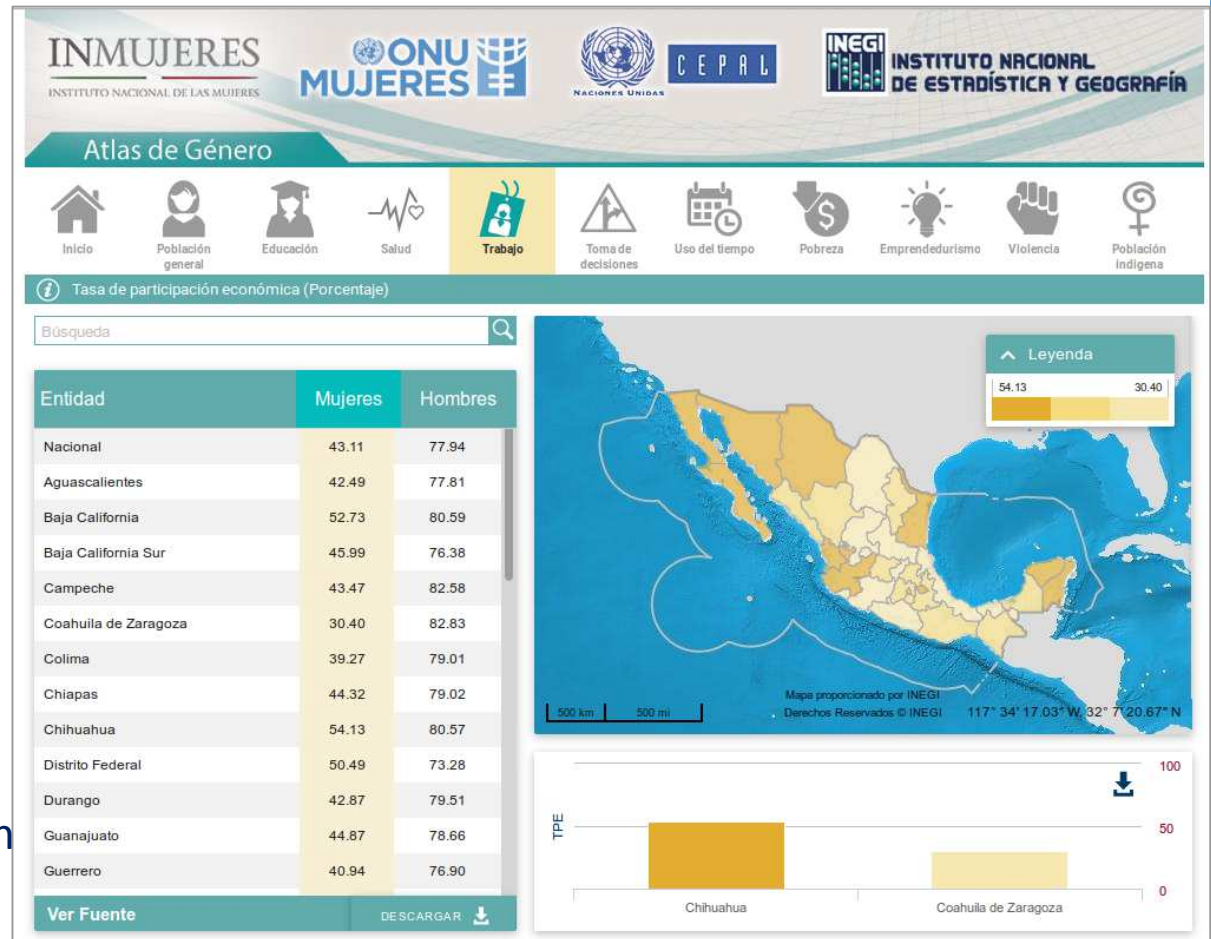 INMUJERES
INSTITUTO NACIONAL DE LAS MUJERES
ONU
MUJERES
NACIONES UNIDAS
CEPAL
INEGI
INSTITUTO NACIONAL
DE ESTADÍSTICA Y GEOGRAFÍA
Atlas de Género
Inicio
Población
general
Educación
Salud
Trabajo
Toma de
decisiones
Uso del tiempo
Pobreza
Emprendedurismo
Violencia
Población
indigena
i Tasa de participación económica (Porcentaje)
Búsqueda
Entidad Mujeres Hombres
Nacional 43.11 77.94
Aguascalientes 42.49 77.81
Baja California 52.73 80.59
Baja California Sur 45.99 76.38
Campeche 43.47 82.58
Coahuila de Zaragoza 30.40 82.83
Colima 39.27 79.01
Chiapas 44.32 79.02
Chihuahua 54.13 80.57
Distrito Federal 50.49 73.28
Durango 42.87 79.51
Guanajuato 44.87 78.66
Guerrero 40.94 76.90
Ver Fuente DESCARGAR
Leyenda
54.13 30.40
500 km 500 mi
Mapa proporcionado por INEGI
Derechos Reservados © INEGI 117° 34' 17.03" W, 32° 7' 20.67" N
100
TPE
50
0
Chihuahua Coahuila de Zaragoza